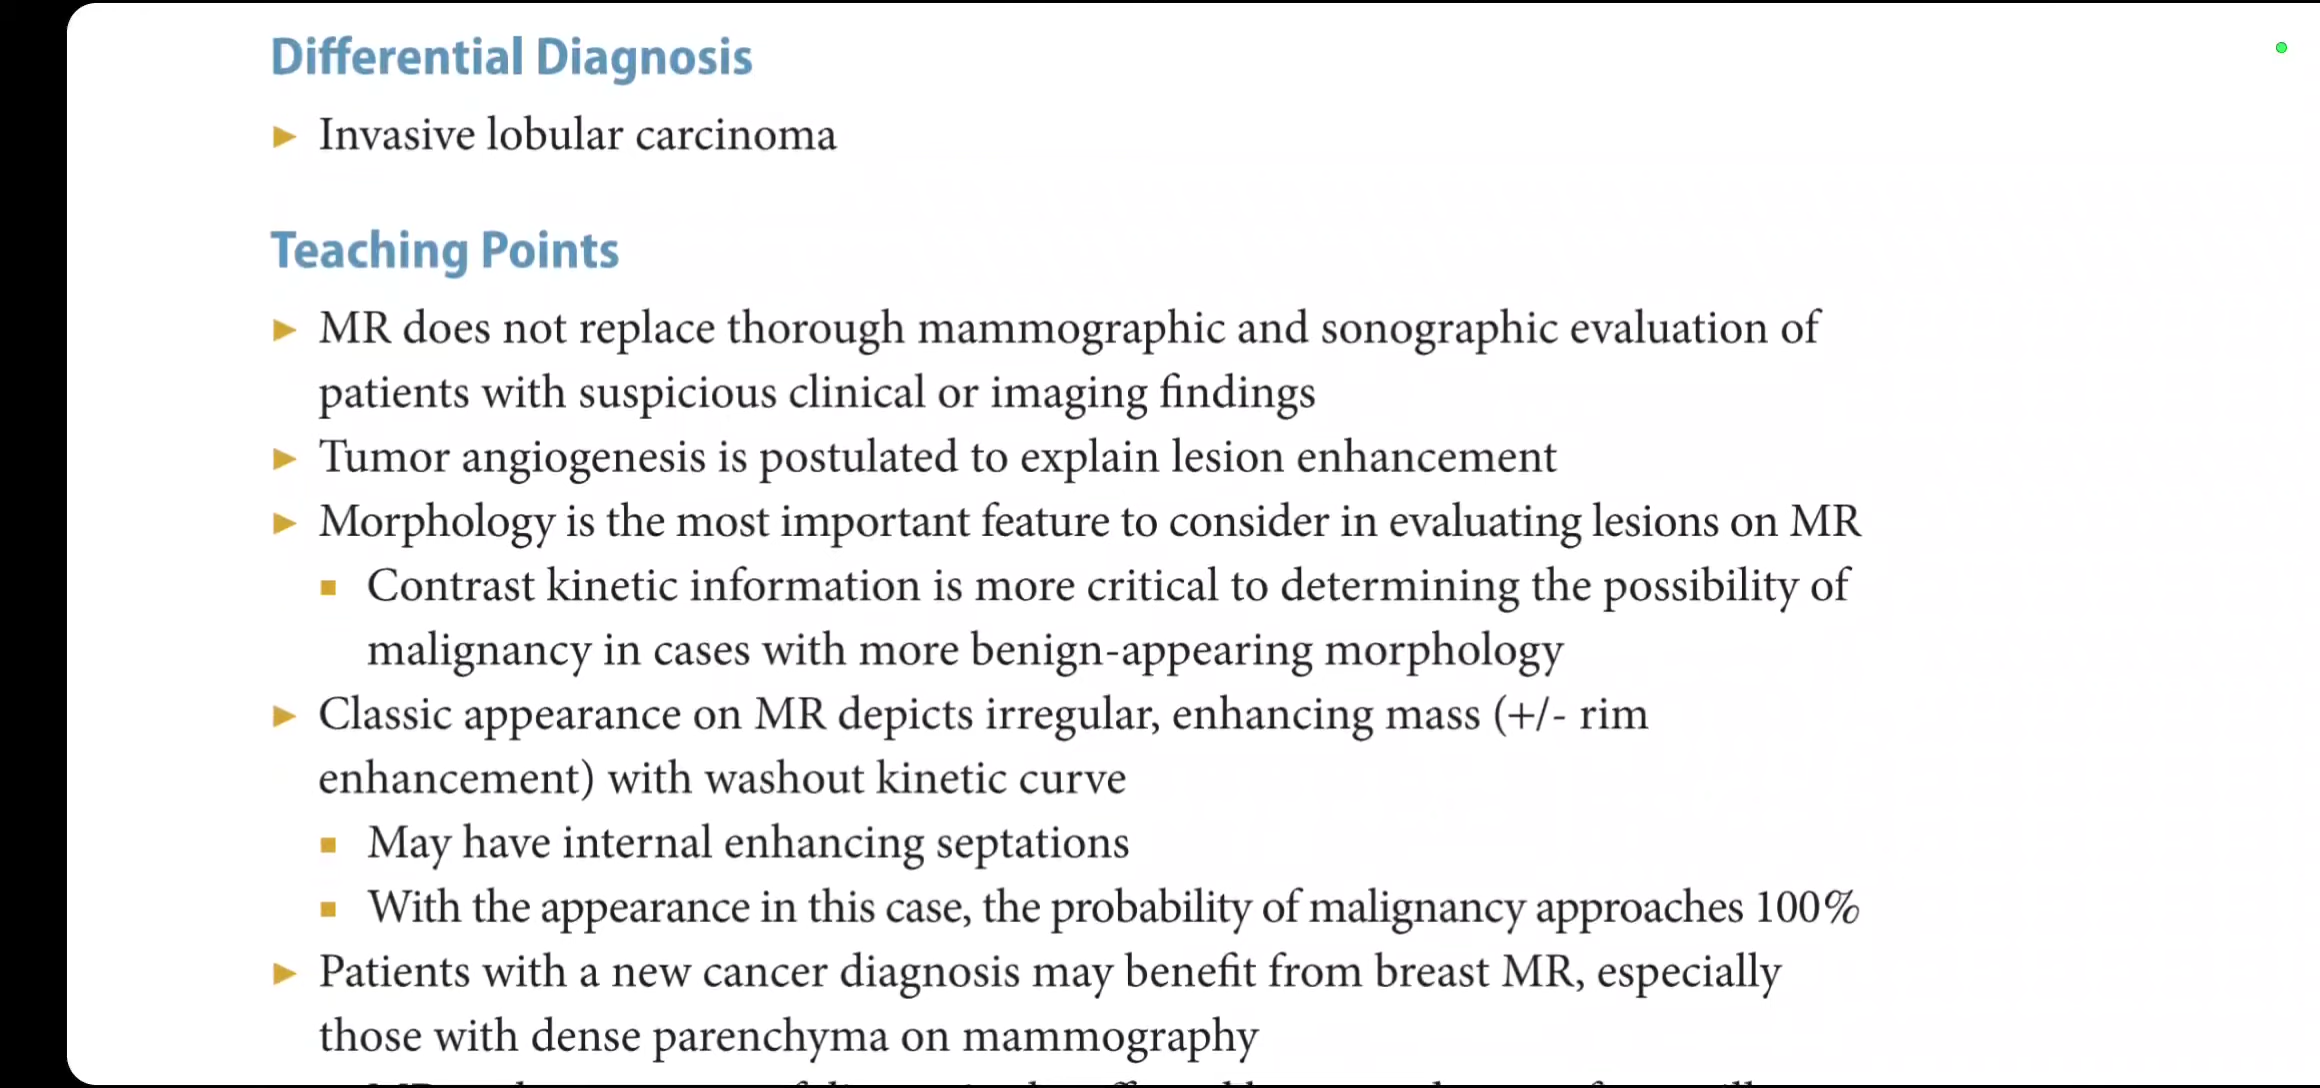 Differential Diagnosis
► Invasive lobular carcinoma
Teaching Points
► MR does not replace thorough mammographic and sonographic evaluation of
patients with suspicious clinical or imaging findings
► Tumor angiogenesis is postulated to explain lesion enhancement
► Morphology is the most important feature to consider in evaluating lesions on MR
■ Contrast kinetic information is more critical to determining the possibility of
malignancy in cases with more benign-appearing morphology
► Classic appearance on MR depicts irregular, enhancing mass (+/- rim
enhancement) with washout kinetic curve
■ May have internal enhancing septations
■ With the appearance in this case, the probability of malignancy approaches 100%
► Patients with a new cancer diagnosis may benefit from breast MR, especially
those with dense parenchyma on mammography